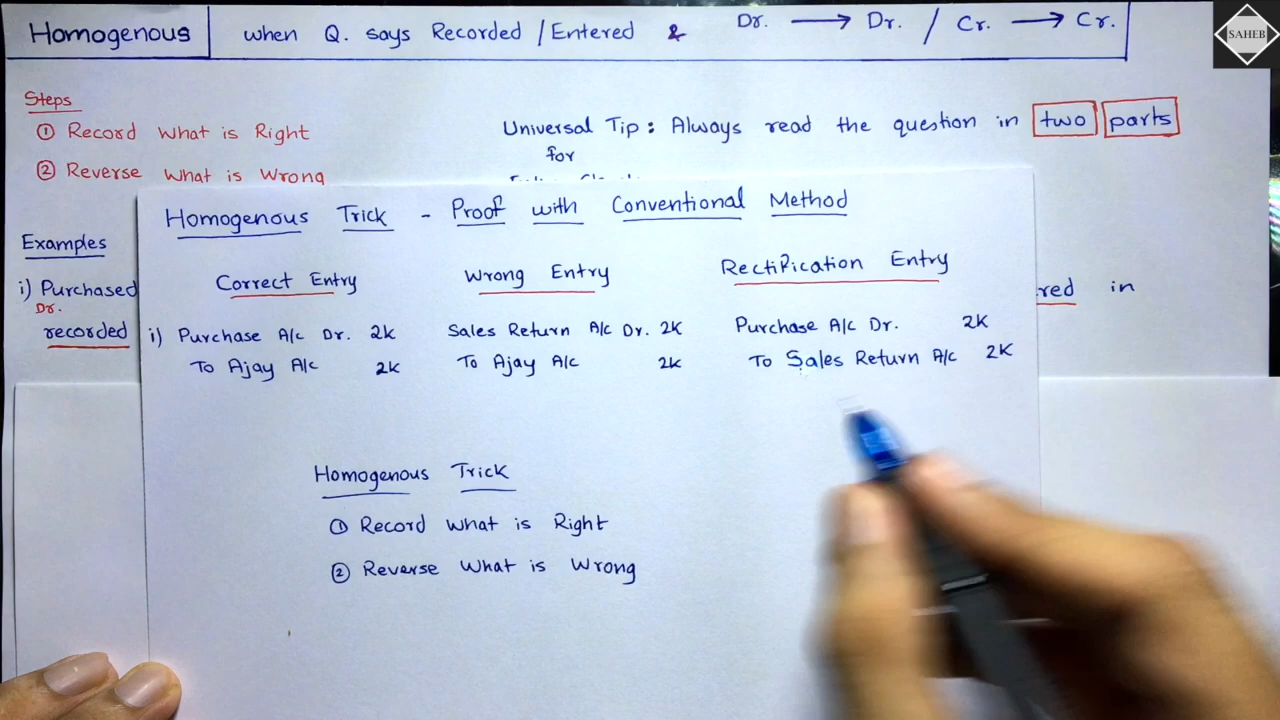 Homogenous when Q. says Recorded /Entered & Dr. → Dr. / Cr. → Cr.
SAHEB
Steps
① Record what is Right
② Reverse what is Wrong
Universal Tip : Always read the question in two parts
for
Homogenous Trick - Proof with Conventional Method
Examples
i) Purchased
Dr.
recorded
red in
Correct Entry Wrong Entry Rectification Entry
i) Purchase A/c Dr. 2K Sales Return A/c Dr. 2K Purchase A/c Dr. 2K
To Ajay A/c 2K To Ajay A/c 2K To Sales Return A/c 2K
Homogenous Trick
① Record what is Right
② Reverse what is Wrong